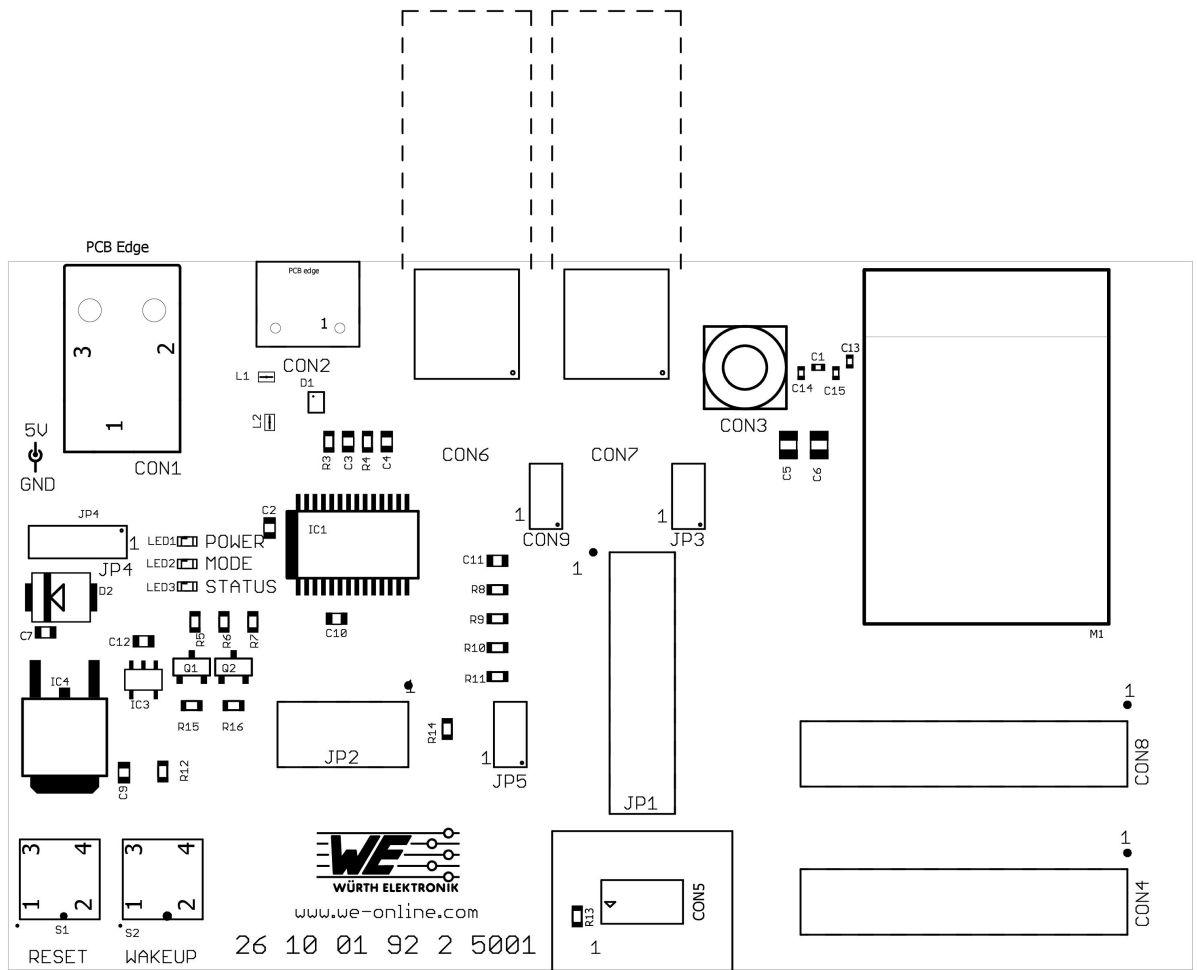 PCB Edge
PCB edge
3 2
1
1
CON2
L1
D1
C13
C1
C14 C15
L2
CON3
5V
GND
CON1
R3 C3 R4 C4
CON6 CON7
C5 C6
C2
IC1
JP4
1
JP4
1
CON9
1
JP3
LED1 POWER
LED2 MODE
LED3 STATUS
D2
C11
1
R8
R9
R10
R11
C7
C12
R5 R6 R7
C10
M1
IC4
IC3
Q1 Q2
R15 R16
1
JP2
R14
1
JP5
1
CON8
C9
R12
JP1
3 4
1 2
S1
RESET
3 4
1 2
S2
WAKEUP
WE
WÜRTH ELEKTRONIK
www.we-online.com
26 10 01 92 2 5001
R13
CON5
1
1
CON4